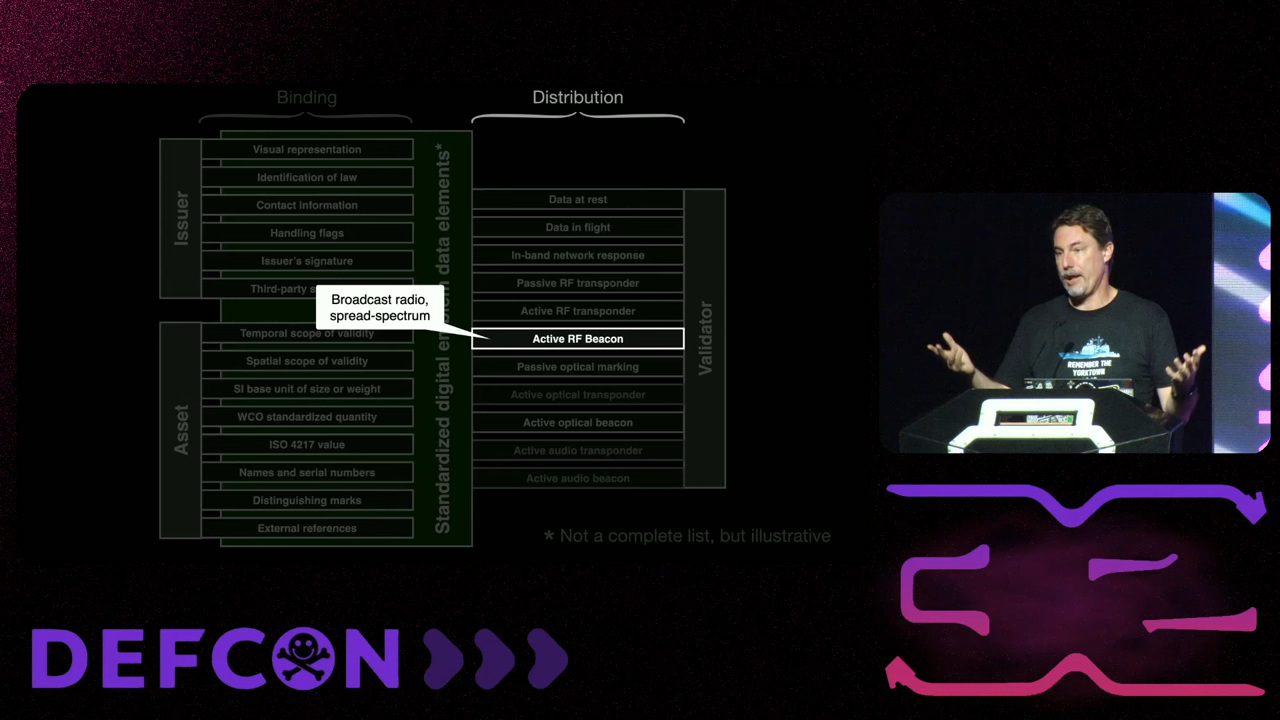 Binding
Distribution
Issuer
Visual representation
Identification of law
Contact information
Handling flags
Issuer's signature
Third-party s
Asset
Temporal scope of validity
Spatial scope of validity
SI base unit of size or weight
WCO standardized quantity
ISO 4217 value
Names and serial numbers
Distinguishing marks
External references
Standardized digital data elements*
Broadcast radio,
spread-spectrum
Data at rest
Data in flight
In-band network response
Passive RF transponder
Active RF transponder
Active RF Beacon
Passive optical marking
Active optical transponder
Active optical beacon
Active audio transponder
Active audio beacon
Validator
* Not a complete list, but illustrative
REMEMBER THE
YORKTOWN
DEFCON